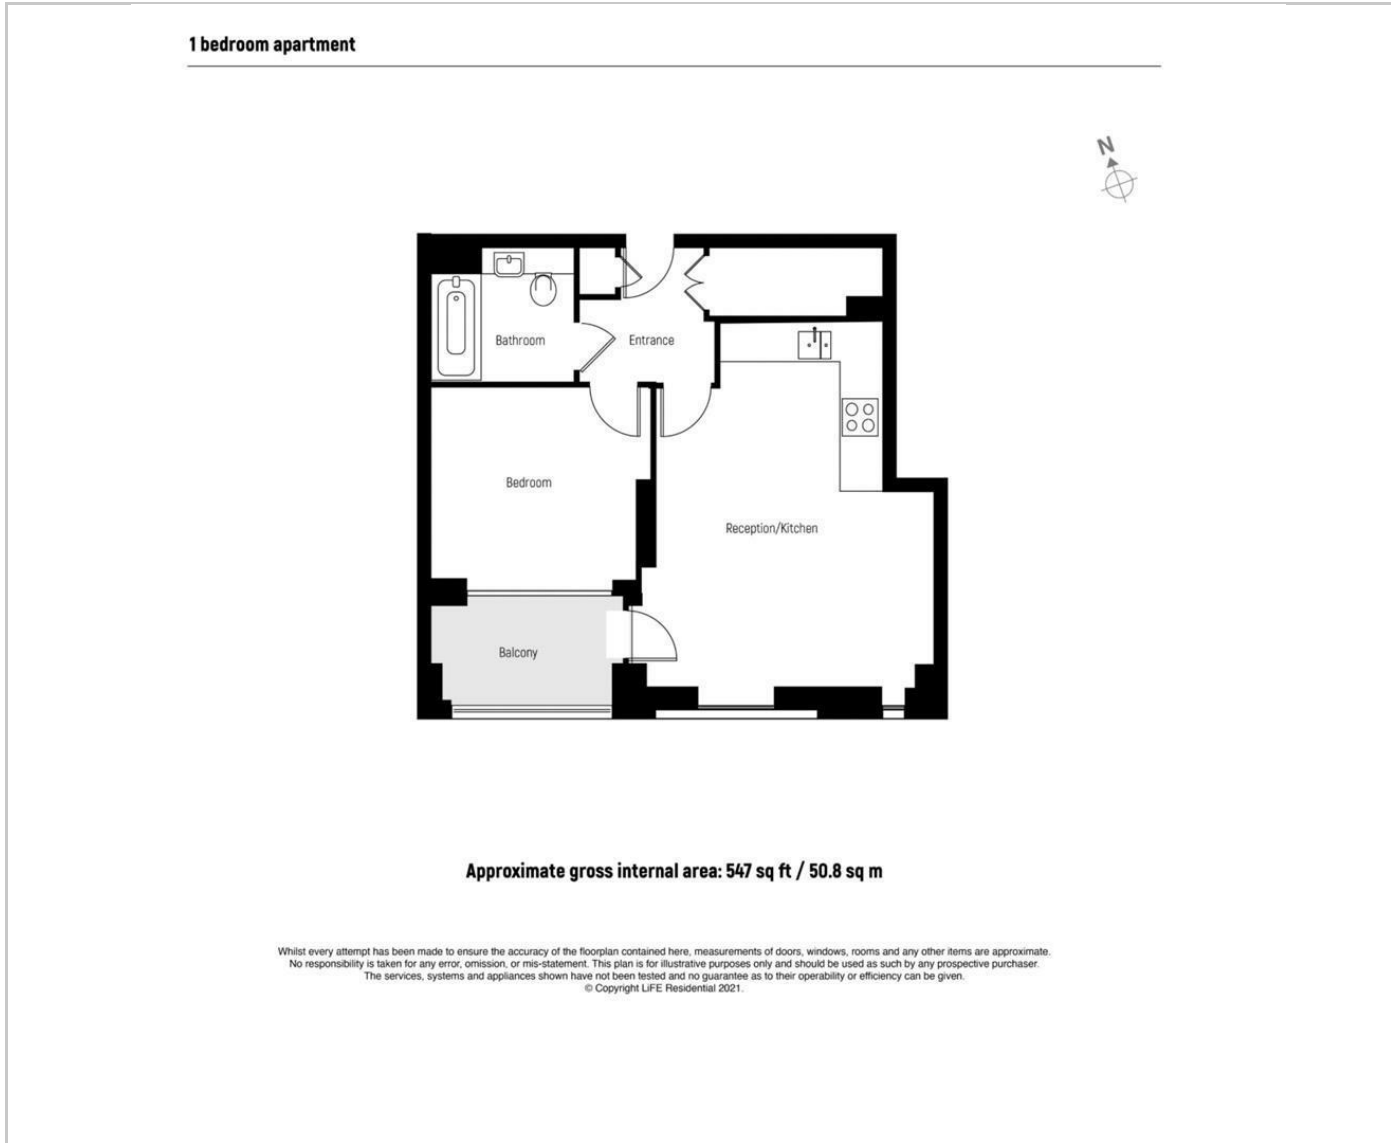 1 bedroom apartment
N
Bathroom
Entrance
Bedroom
Reception/Kitchen
Balcony
Approximate gross internal area: 547 sq ft / 50.8 sq m
Whilst every attempt has been made to ensure the accuracy of the floorplan contained here, measurements of doors, windows, rooms and any other items are approximate.
No responsibility is taken for any error, omission, or mis-statement. This plan is for illustrative purposes only and should be used as such by any prospective purchaser.
The services, systems and appliances shown have not been tested and no guarantee as to their operability or efficiency can be given.
© Copyright LiFE Residential 2021.